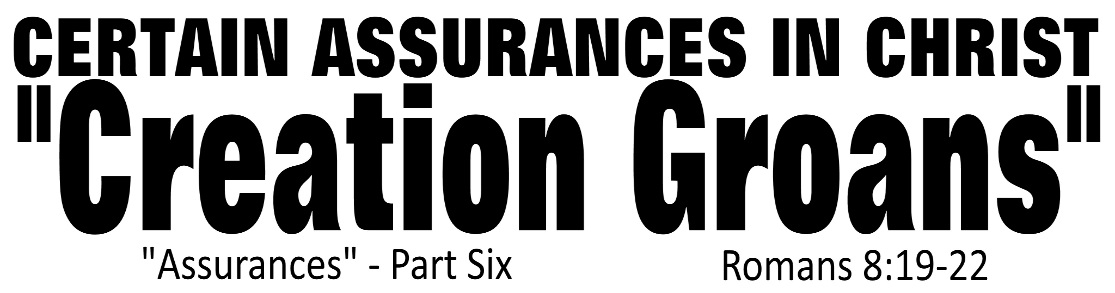 CERTAIN ASSURANCES IN CHRIST
"Creation Groans"
"Assurances" - Part Six Romans 8:19-22